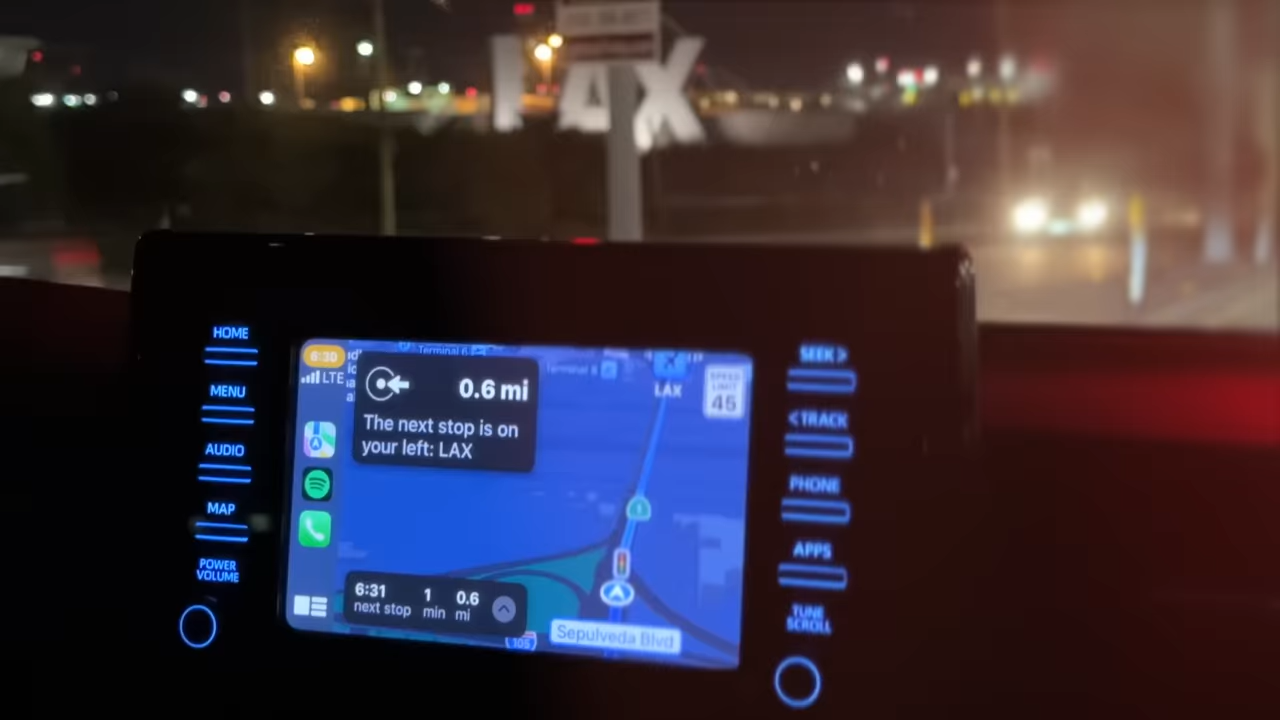 LAX
HOME
MENU
AUDIO
MAP
POWER
VOLUME
6:30
LTE
Terminal 6
0.6 mi
The next stop is on
your left: LAX
Terminal 8
LAX
SPEED
LIMIT
45
1
6:31 1 0.6
next stop min mi
105
Sepulveda Blvd
SEEK >
< TRACK
PHONE
APPS
TUNE
SCROLL